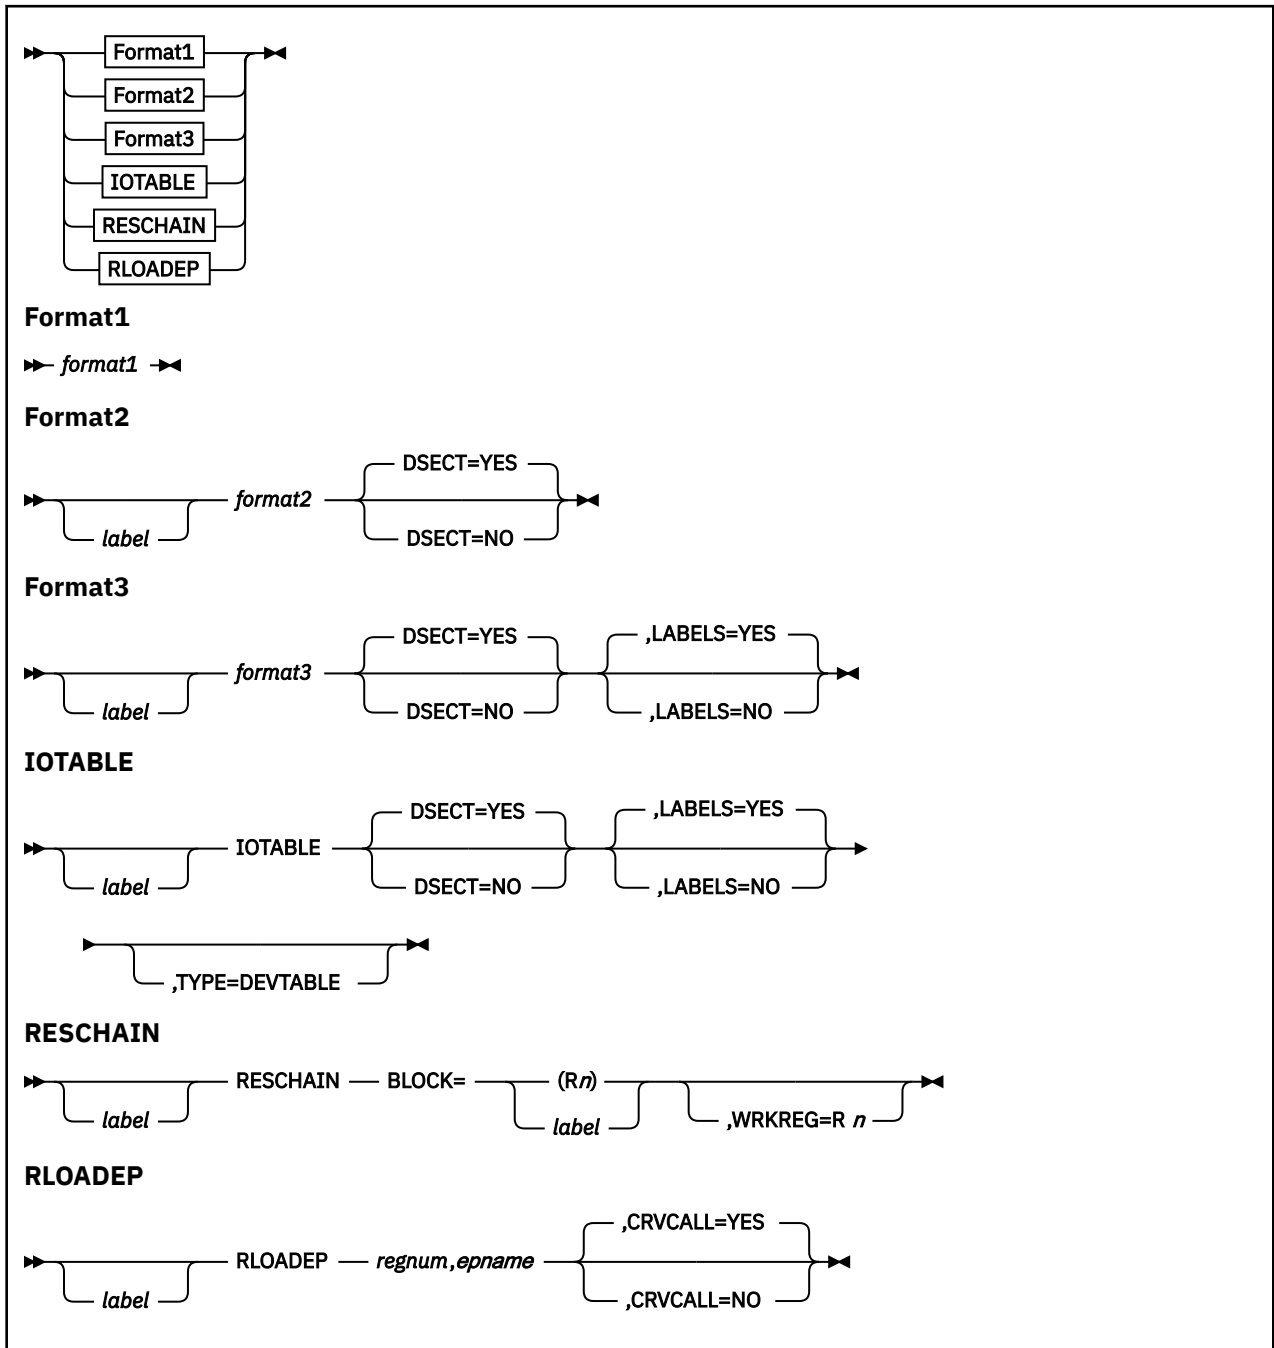 Format1
Format2
Format3
IOTABLE
RESCHAIN
RLOADEP
Format1
format1
Format2
DSECT=YES
format2
label
DSECT=NO
Format3
DSECT=YES ,LABELS=YES
format3
label DSECT=NO ,LABELS=NO
IOTABLE
DSECT=YES ,LABELS=YES
IOTABLE
label DSECT=NO ,LABELS=NO
,TYPE=DEVTABLE
RESCHAIN
RESCHAIN BLOCK= (Rn)
label label ,WRKREG=R n
RLOADEP
,CRVCALL=YES
RLOADEP regnum,epname
label ,CRVCALL=NO